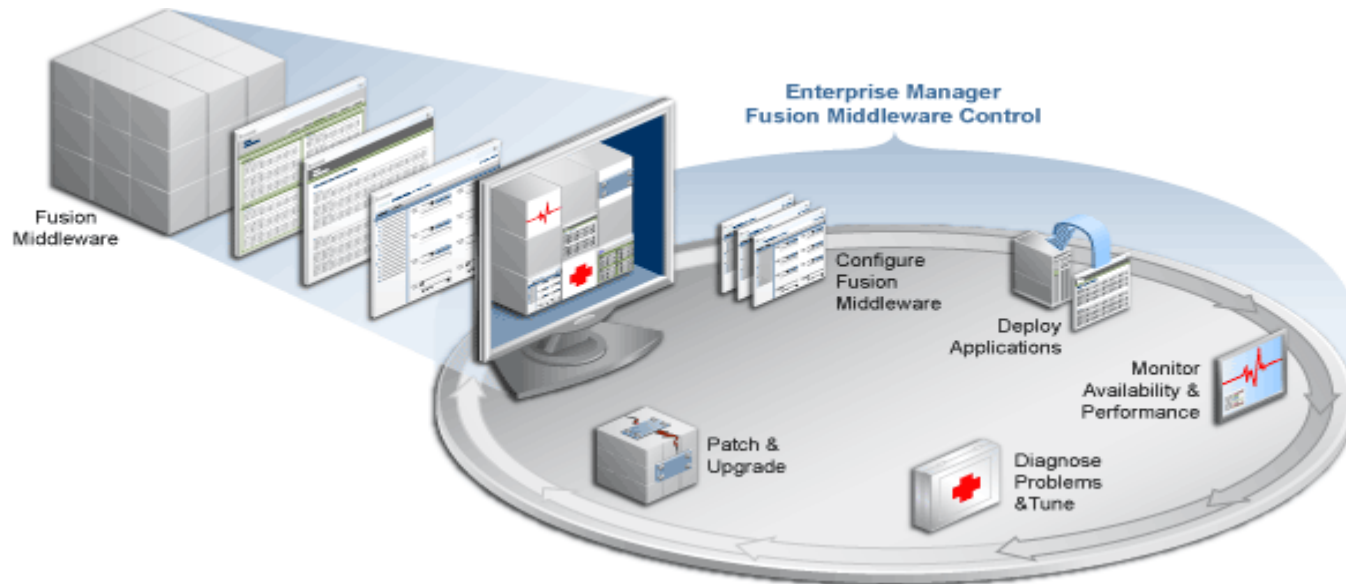 Enterprise Manager
Fusion Middleware Control
Fusion
Middleware
Configure
Fusion
Middleware
Deploy
Applications
Monitor
Availability &
Performance
Diagnose
Problems
&Tune
Patch &
Upgrade